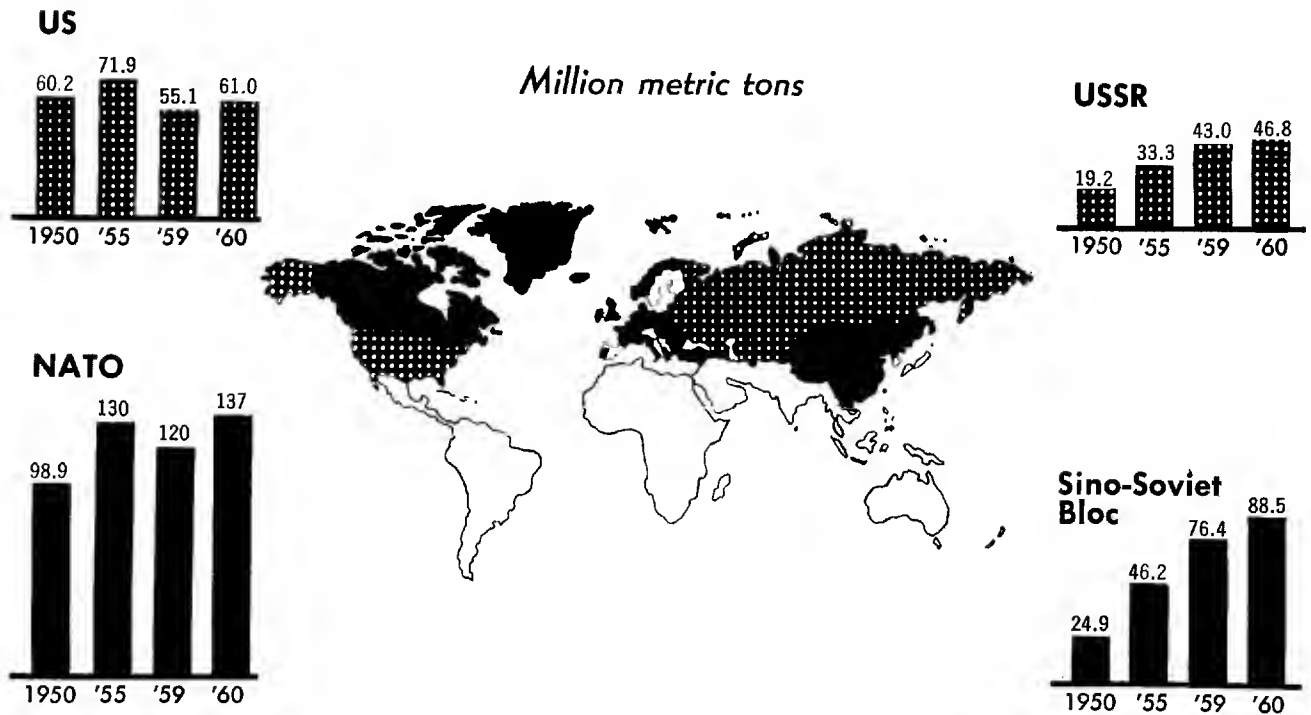 US
60.2
71.9
55.1
61.0
1950 '55 '59 '60
Million metric tons
USSR
19.2
33.3
43.0
46.8
1950 '55 '59 '60
NATO
98.9
130
120
137
1950 '55 '59 '60
Sino-Soviet
Bloc
24.9
46.2
76.4
88.5
1950 '55 '59 '60